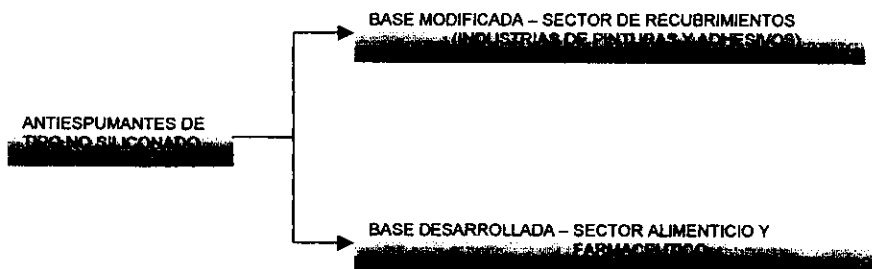 BASE MODIFICADA – SECTOR DE RECUBRIMIENTOS
(INDUSTRIAS DE PINTURAS Y ADHESIVOS)
ANTIESPUMANTES DE
TIPO NO SILICONADO
BASE DESARROLLADA – SECTOR ALIMENTICIO Y
FARMACEUTICO